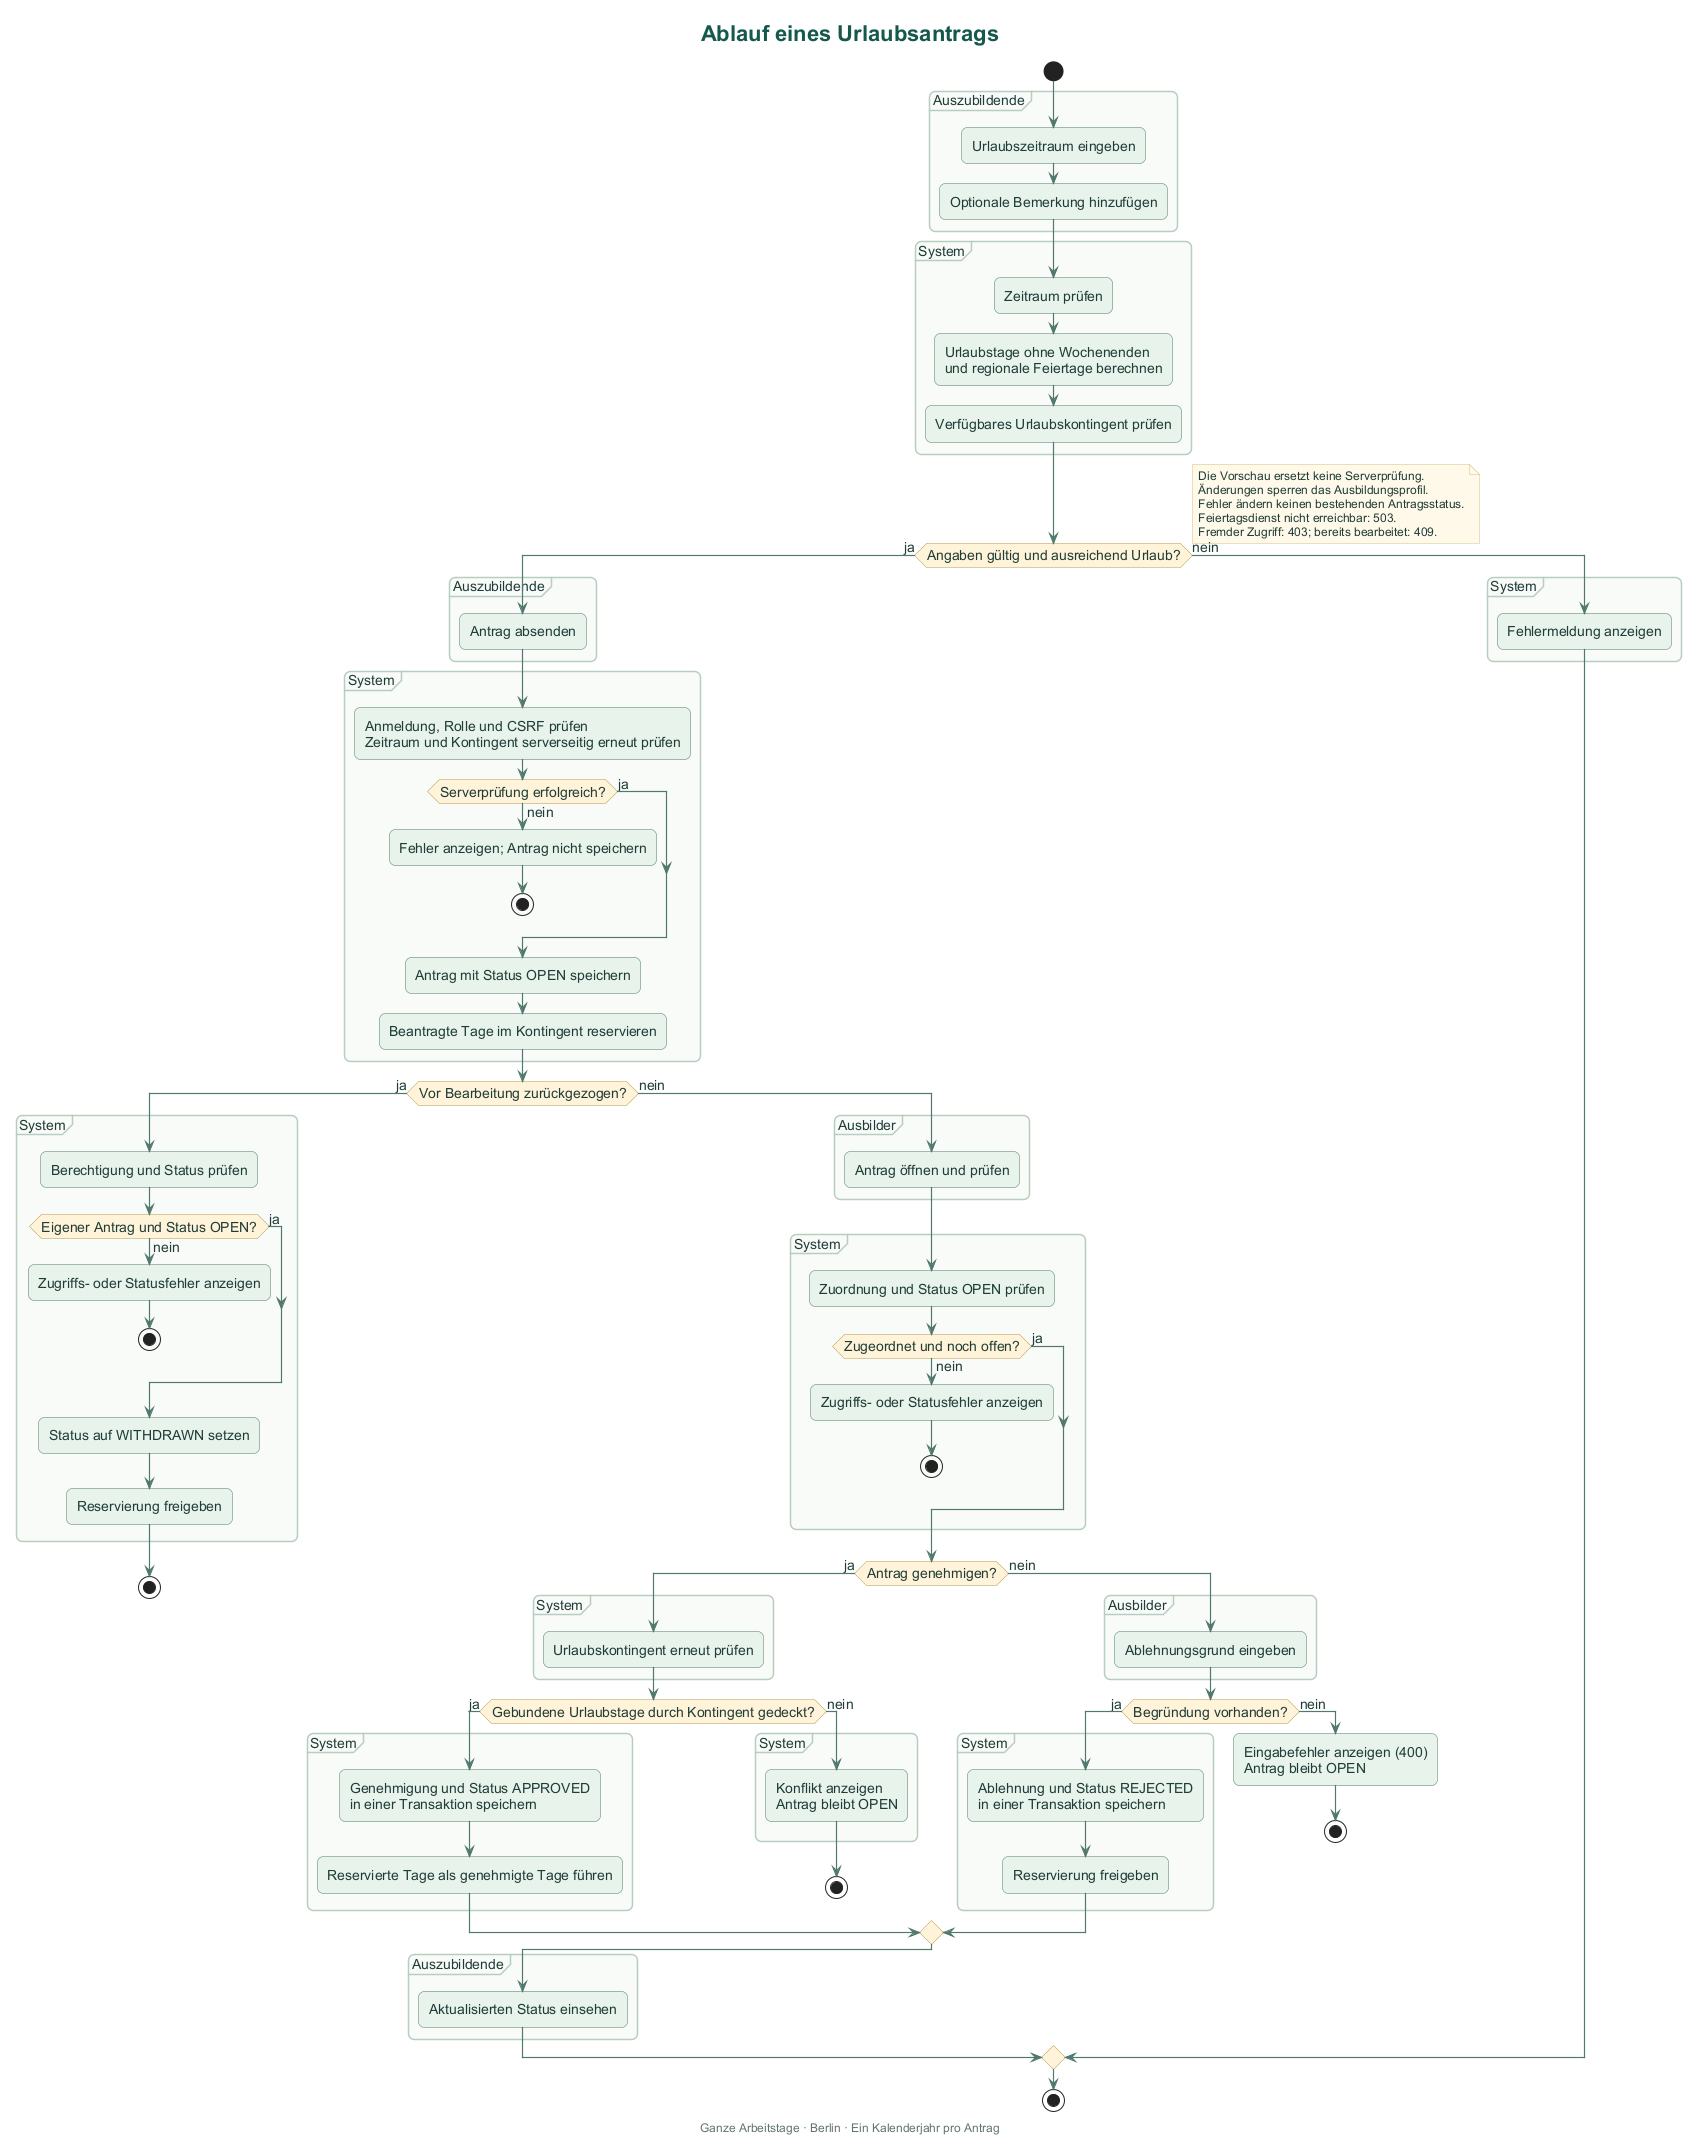 Ablauf eines Urlaubsantrags
Auszubildende
Urlaubszeitraum eingeben
Optionale Bemerkung hinzufügen
System
Zeitraum prüfen
Urlaubstage ohne Wochenenden
und regionale Feiertage berechnen
Verfügbares Urlaubskontingent prüfen
Die Vorschau ersetzt keine Serverprüfung.
Änderungen sperren das Ausbildungsprofil.
Fehler ändern keinen bestehenden Antragsstatus.
Feiertagsdienst nicht erreichbar: 503.
Fremder Zugriff: 403; bereits bearbeitet: 409.
ja
Angaben gültig und ausreichend Urlaub?
nein
Auszubildende
Antrag absenden
System
Fehlermeldung anzeigen
System
Anmeldung, Rolle und CSRF prüfen
Zeitraum und Kontingent serverseitig erneut prüfen
Serverprüfung erfolgreich?
ja
nein
Fehler anzeigen; Antrag nicht speichern
Antrag mit Status OPEN speichern
Beantragte Tage im Kontingent reservieren
ja
Vor Bearbeitung zurückgezogen?
nein
System
Berechtigung und Status prüfen
Eigener Antrag und Status OPEN?
ja
nein
Zugriffs- oder Statusfehler anzeigen
Status auf WITHDRAWN setzen
Reservierung freigeben
Ausbilder
Antrag öffnen und prüfen
System
Zuordnung und Status OPEN prüfen
Zugeordnet und noch offen?
ja
nein
Zugriffs- oder Statusfehler anzeigen
ja
Antrag genehmigen?
nein
System
Urlaubskontingent erneut prüfen
ja
Gebundene Urlaubstage durch Kontingent gedeckt?
nein
System
Genehmigung und Status APPROVED
in einer Transaktion speichern
Reservierte Tage als genehmigte Tage führen
System
Konflikt anzeigen
Antrag bleibt OPEN
Ausbilder
Ablehnungsgrund eingeben
ja
Begründung vorhanden?
nein
System
Ablehnung und Status REJECTED
in einer Transaktion speichern
Reservierung freigeben
Eingabefehler anzeigen (400)
Antrag bleibt OPEN
Auszubildende
Aktualisierten Status einsehen
Ganze Arbeitstage · Berlin · Ein Kalenderjahr pro Antrag